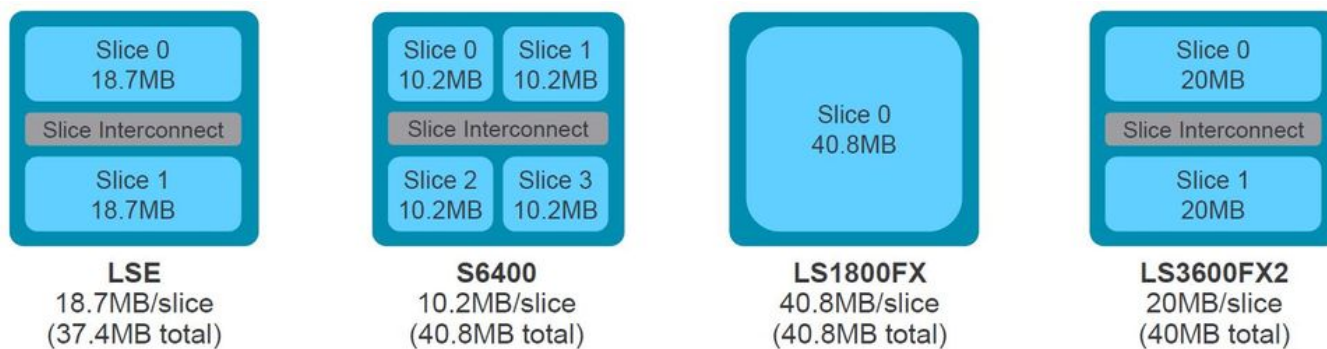 Slice 0
18.7MB
Slice Interconnect
Slice 1
18.7MB
LSE
18.7MB/slice
(37.4MB total)
Slice 0
10.2MB
Slice 1
10.2MB
Slice Interconnect
Slice 2
10.2MB
Slice 3
10.2MB
S6400
10.2MB/slice
(40.8MB total)
Slice 0
40.8MB
LS1800FX
40.8MB/slice
(40.8MB total)
Slice 0
20MB
Slice Interconnect
Slice 1
20MB
LS3600FX2
20MB/slice
(40MB total)